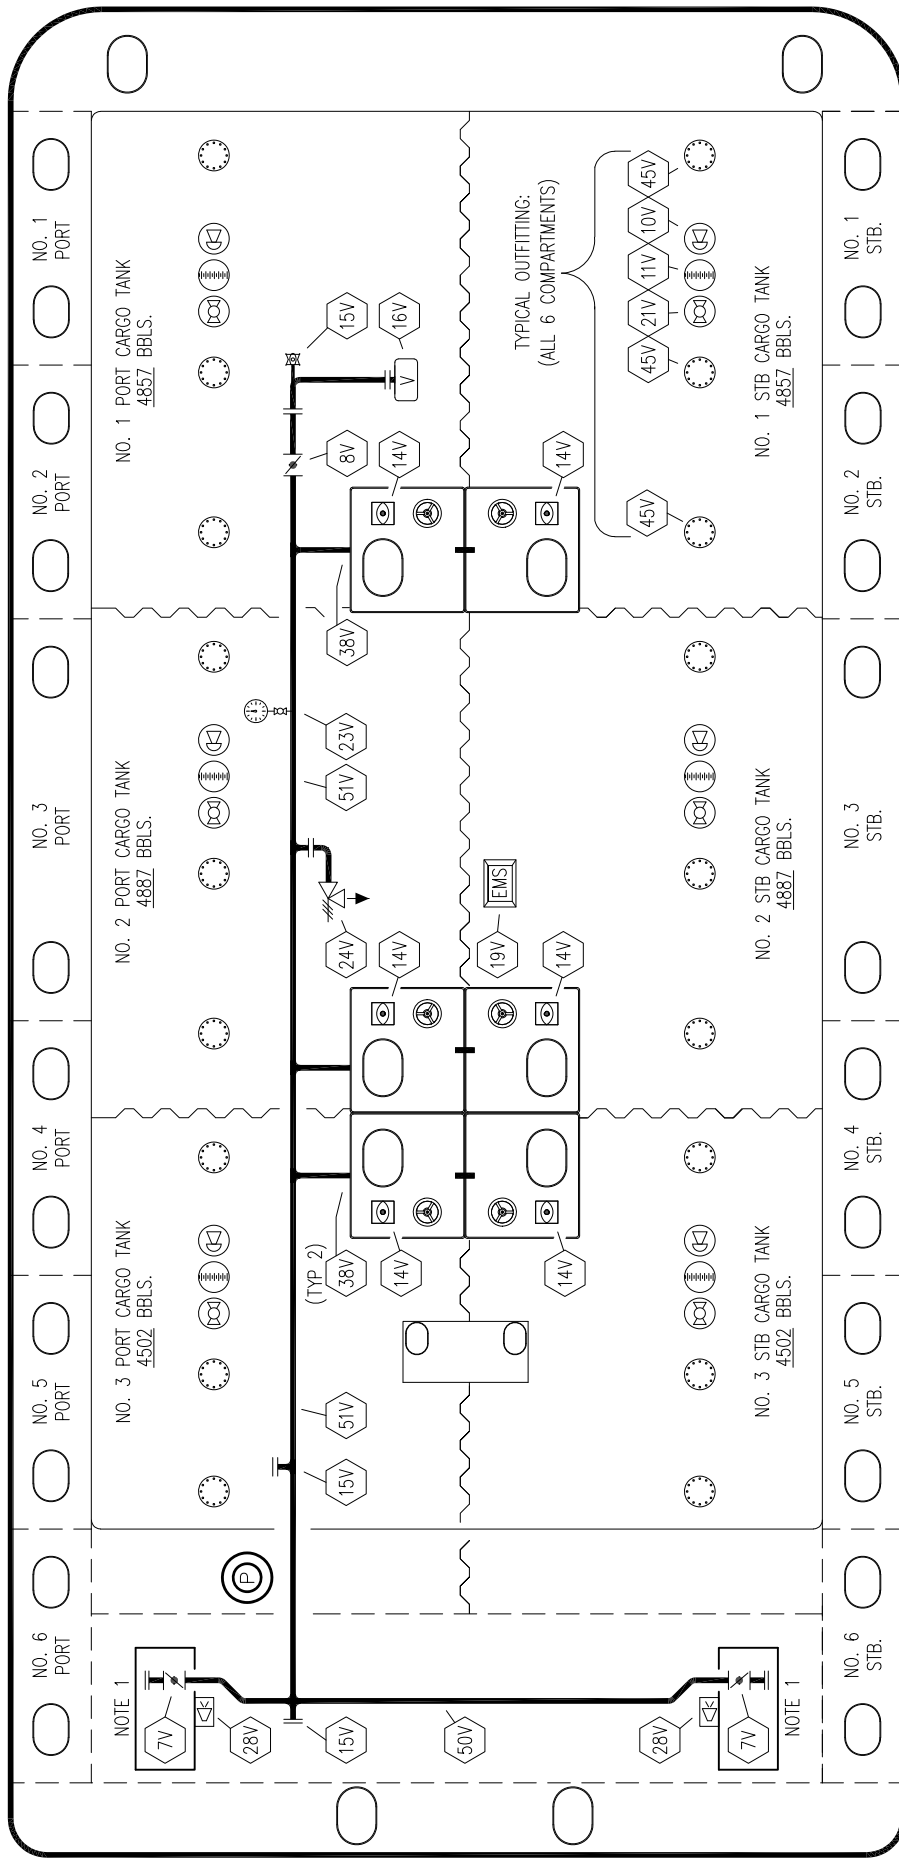 NO. 1
PORT
NO. 2
PORT
NO. 3
PORT
NO. 4
PORT
NO. 5
PORT
NO. 6
PORT
NO. 1 PORT CARGO TANK
4857 BBLS.
NO. 2 PORT CARGO TANK
4887 BBLS.
NO. 3 PORT CARGO TANK
4502 BBLS.
NOTE 1
7V
28V
15V
50V
15V
51V
(TYP 2)
38V
14V
14V
24V
14V
51V
23V
38V
14V
8V
15V
16V
V
P
EMS
19V
14V
14V
14V
TYPICAL OUTFITTING:
(ALL 6 COMPARTMENTS)
45V
45V
21V
11V
10V
45V
28V
7V
NOTE 1
NO. 3 STB CARGO TANK
4502 BBLS.
NO. 2 STB CARGO TANK
4887 BBLS.
NO. 1 STB CARGO TANK
4857 BBLS.
NO. 6
STB.
NO. 5
STB.
NO. 4
STB.
NO. 3
STB.
NO. 2
STB.
NO. 1
STB.